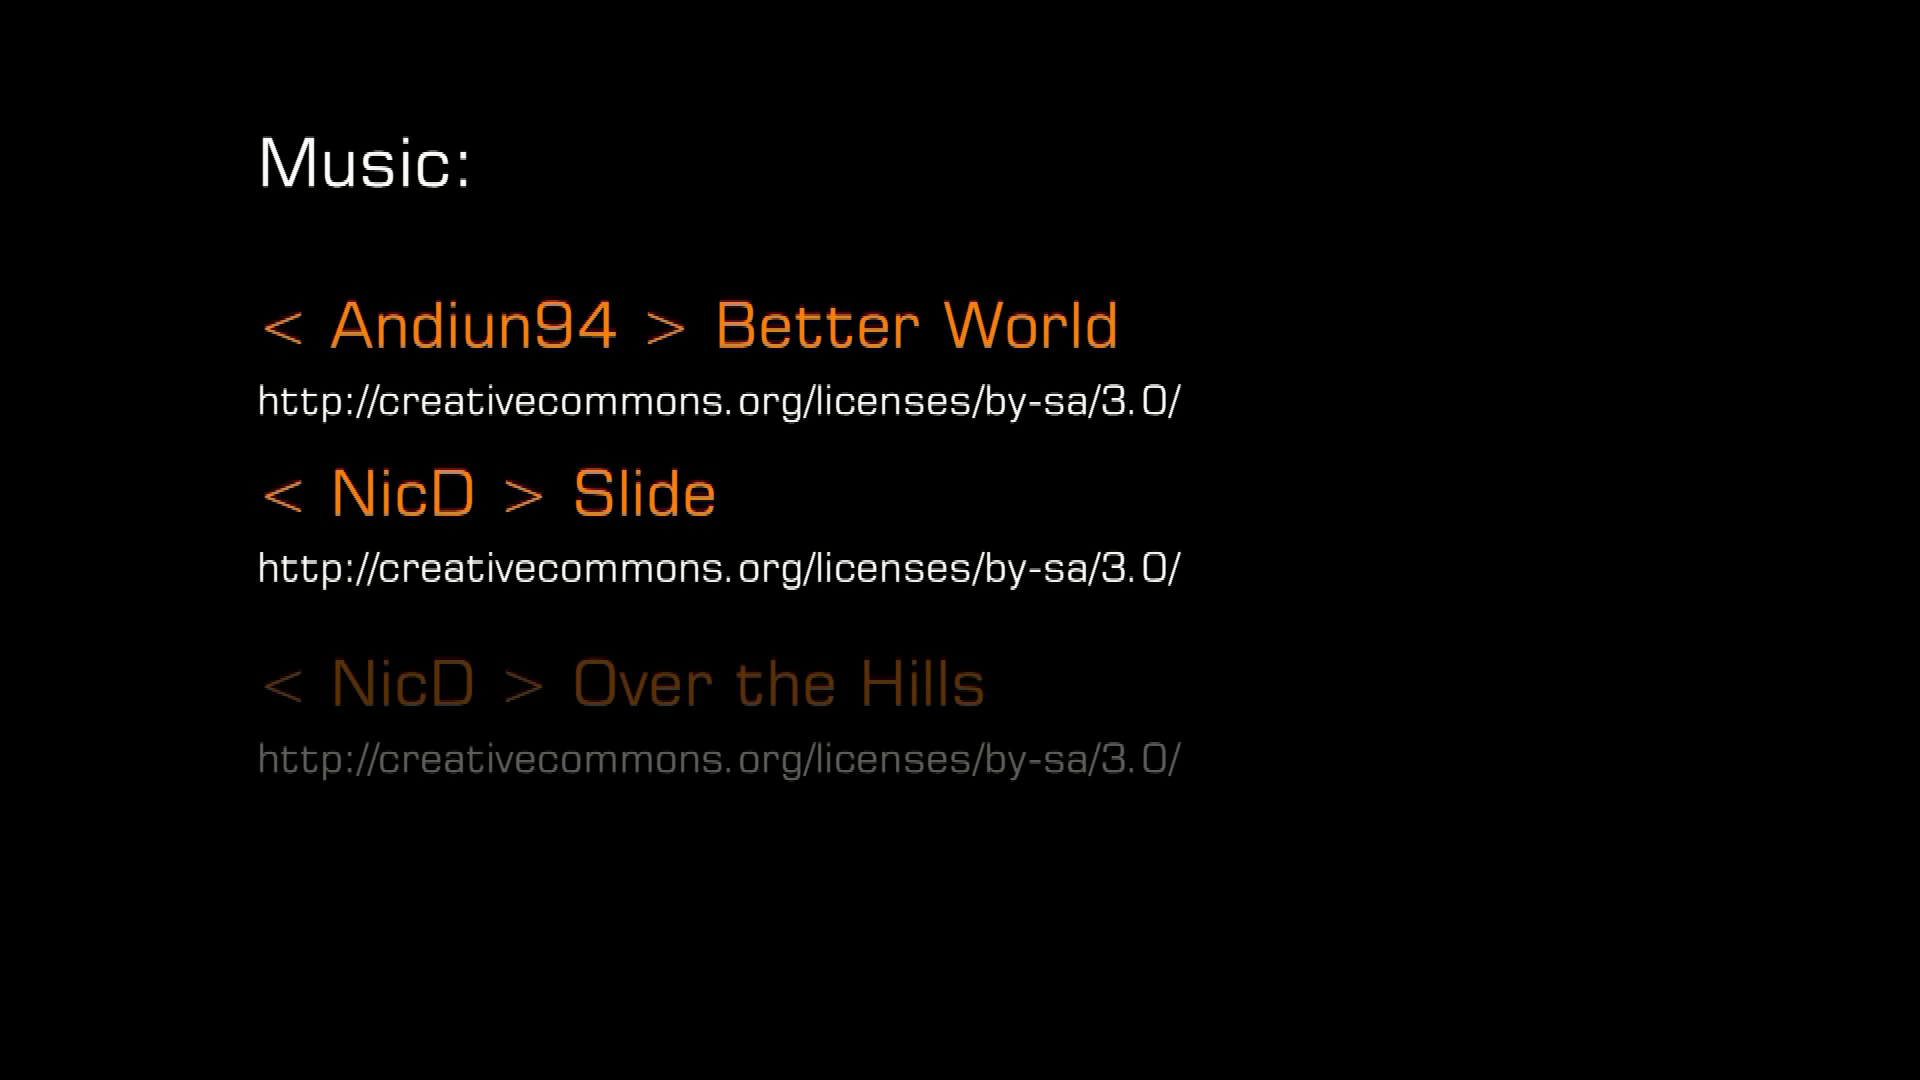 Music:
< Andiun94 > Better World
http://creativecommons.org/licenses/by-sa/3.0/
< NicD > Slide
http://creativecommons.org/licenses/by-sa/3.0/
< NicD > Over the Hills
http://creativecommons.org/licenses/by-sa/3.0/